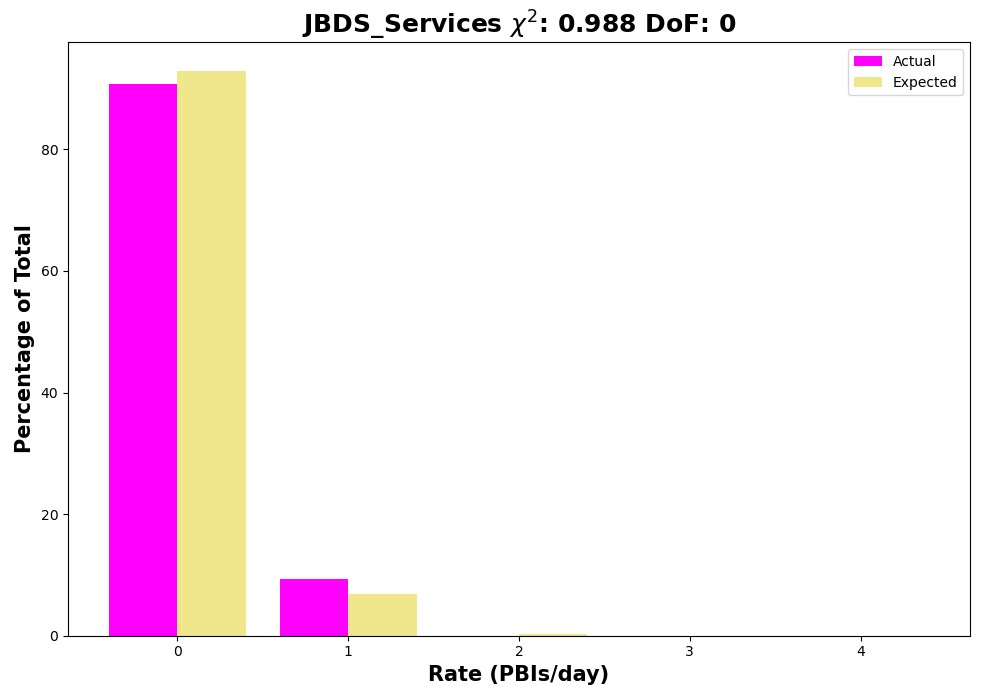 JBDS_Services χ²: 0.988 DoF: 0
Actual
Expected
Percentage of Total
80
60
40
20
0
0 1 2 3 4
Rate (PBIs/day)